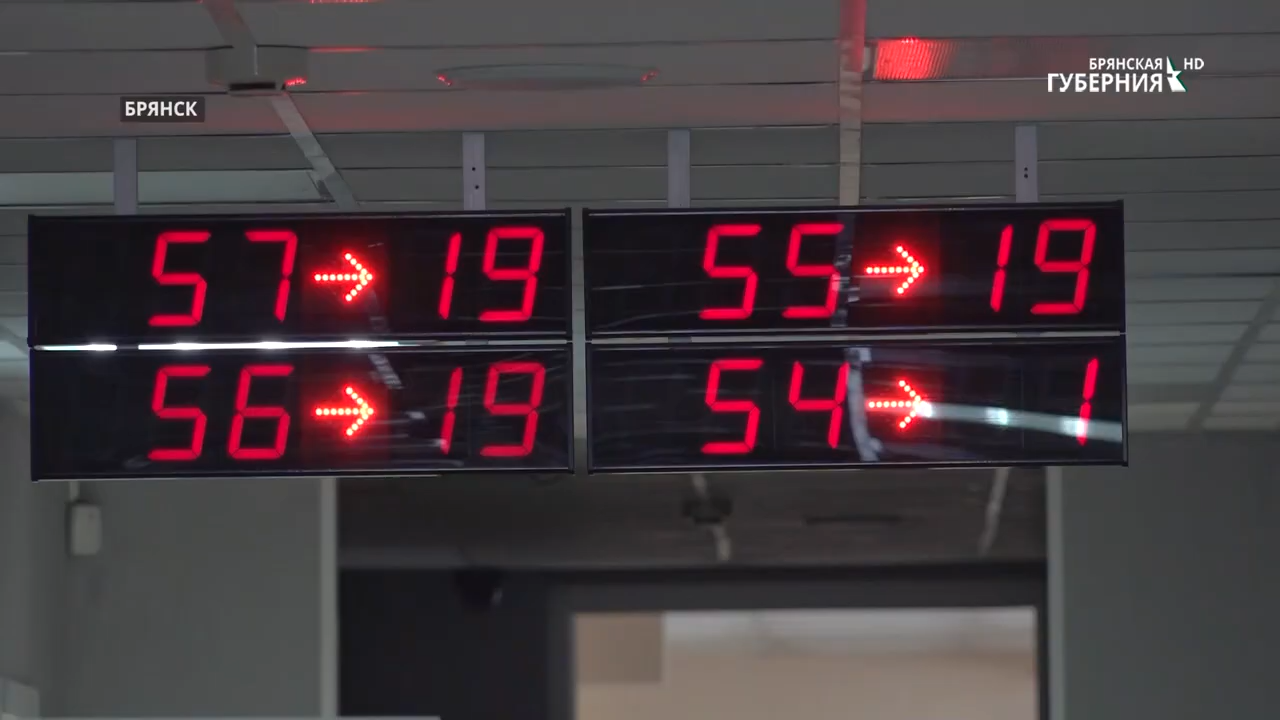 БРЯНСКАЯ HD
ГУБЕРНИЯ
БРЯНСК
57 → 19
55 → 19
56 → 19
54 → 1